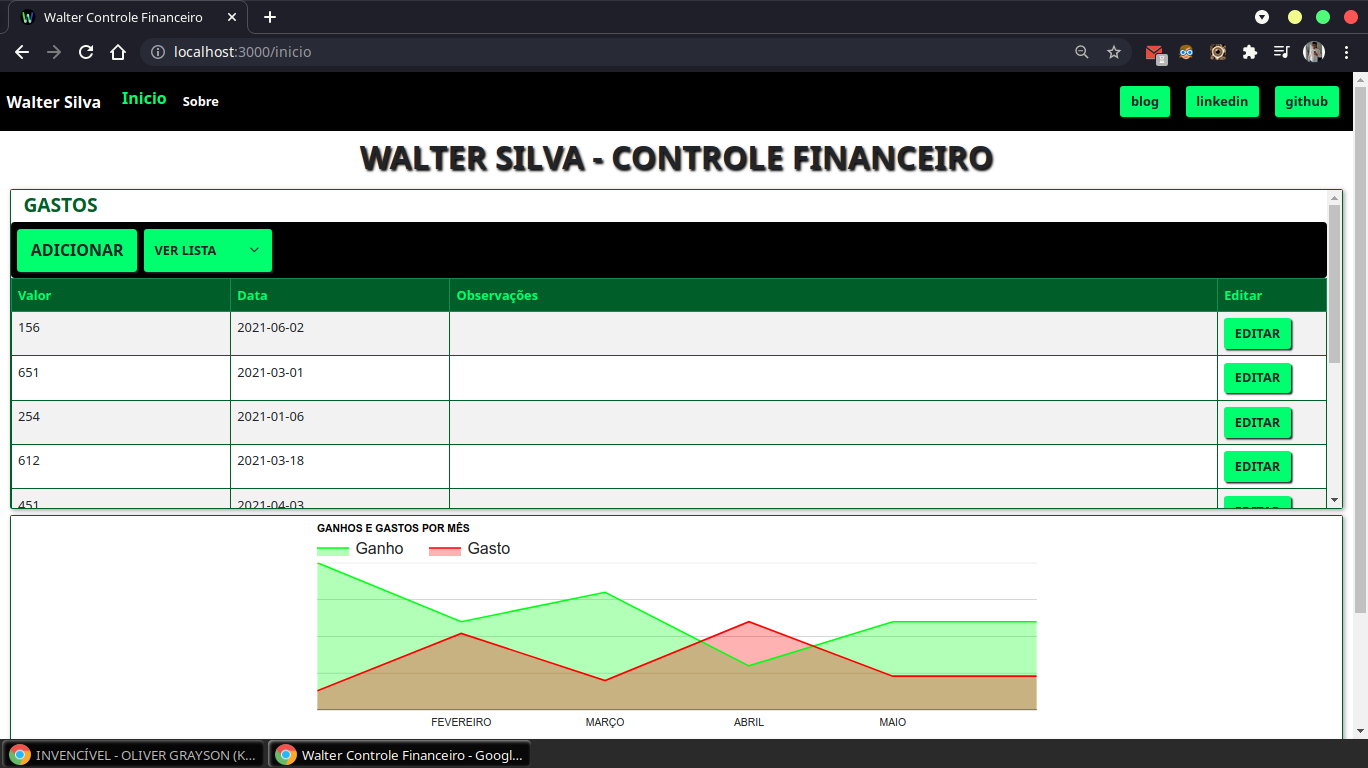 Walter Controle Financeiro
localhost:3000/inicio
Walter Silva Inicio Sobre blog linkedin github
WALTER SILVA - CONTROLE FINANCEIRO
GASTOS
ADICIONAR VER LISTA
Valor Data Observações Editar
156 2021-06-02 EDITAR
651 2021-03-01 EDITAR
254 2021-01-06 EDITAR
612 2021-03-18 EDITAR
451 2021-04-03
GANHOS E GASTOS POR MÊS
Ganho Gasto
FEVEREIRO MARÇO ABRIL MAIO
INVENCÍVEL - OLIVER GRAYSON (K... Walter Controle Financeiro - Googl...